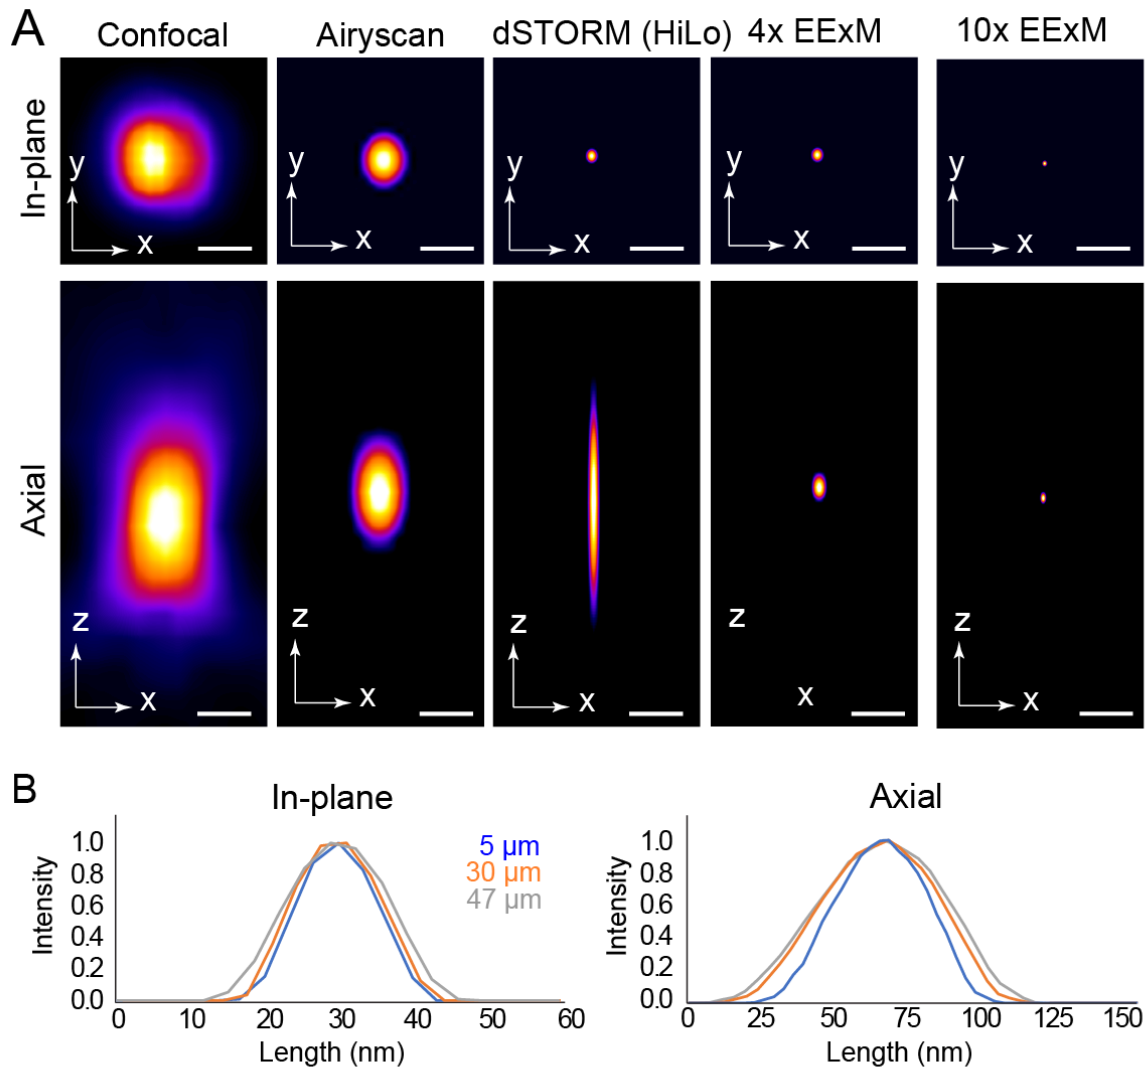 A
Confocal Airyscan dSTORM (HiLo) 4x EExM 10x EExM
In-plane
y x y x y x y x y x
Axial
z x z x z x z x z x
B
In-plane
Intensity
1.0
0.8
0.6
0.4
0.2
0.0
5 µm
30 µm
47 µm
0 10 20 30 40 50 60
Length (nm)
Axial
Intensity
1.0
0.8
0.6
0.4
0.2
0.0
0 25 50 75 100 125 150
Length (nm)